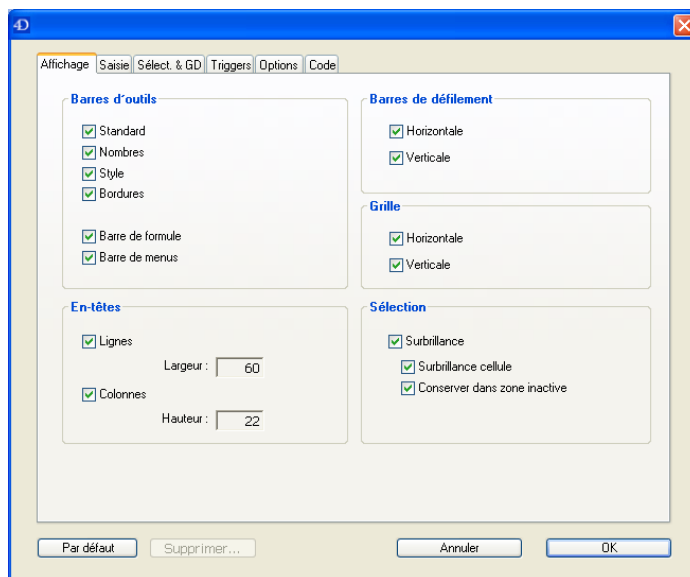 4D
Affichage Saisie Sélect. & GD Triggers Options Code
Barres d'outils
Standard
Nombres
Style
Bordures
Barre de formule
Barre de menus
Barres de défilement
Horizontale
Verticale
Grille
Horizontale
Verticale
En-têtes
Lignes
Largeur : 60
Colonnes
Hauteur : 22
Sélection
Surbrillance
Surbrillance cellule
Conserver dans zone inactive
Par défaut Supprimer... Annuler OK